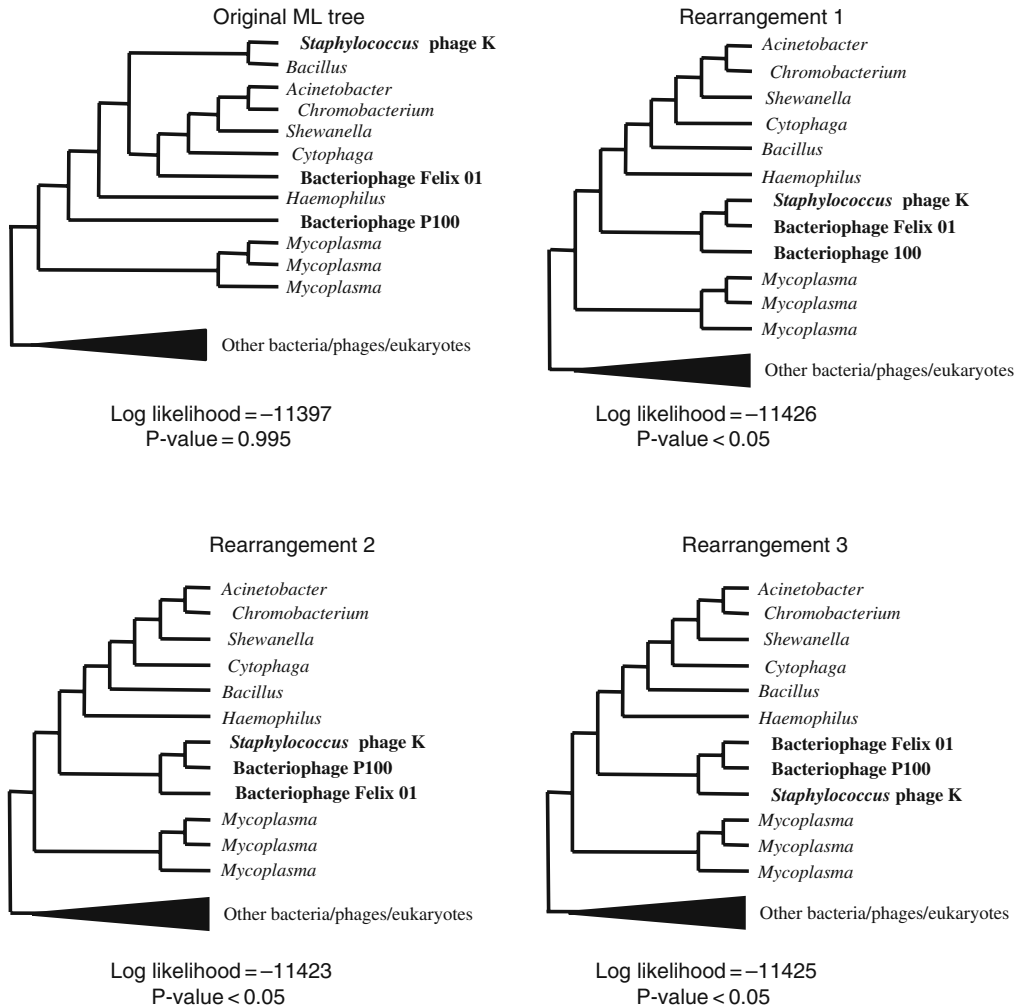 Original ML tree
Staphylococcus phage K
Bacillus
Acinetobacter
Chromobacterium
Shewanella
Cytophaga
Bacteriophage Felix 01
Haemophilus
Bacteriophage P100
Mycoplasma
Mycoplasma
Mycoplasma
Other bacteria/phages/eukaryotes
Log likelihood = –11397
P-value = 0.995
Rearrangement 1
Acinetobacter
Chromobacterium
Shewanella
Cytophaga
Bacillus
Haemophilus
Staphylococcus phage K
Bacteriophage Felix 01
Bacteriophage 100
Mycoplasma
Mycoplasma
Mycoplasma
Other bacteria/phages/eukaryotes
Log likelihood = –11426
P-value < 0.05
Rearrangement 2
Acinetobacter
Chromobacterium
Shewanella
Cytophaga
Bacillus
Haemophilus
Staphylococcus phage K
Bacteriophage P100
Bacteriophage Felix 01
Mycoplasma
Mycoplasma
Mycoplasma
Other bacteria/phages/eukaryotes
Log likelihood = –11423
P-value < 0.05
Rearrangement 3
Acinetobacter
Chromobacterium
Shewanella
Cytophaga
Bacillus
Haemophilus
Bacteriophage Felix 01
Bacteriophage P100
Staphylococcus phage K
Mycoplasma
Mycoplasma
Mycoplasma
Other bacteria/phages/eukaryotes
Log likelihood = –11425
P-value < 0.05